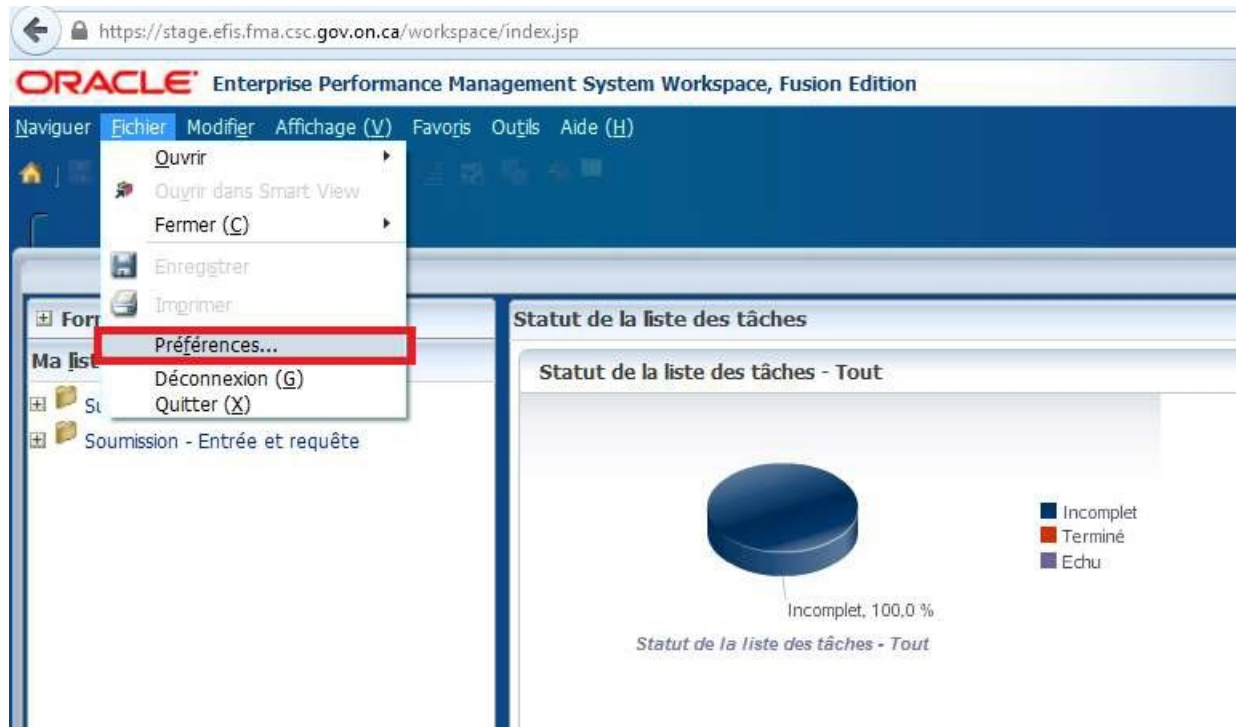 https://stage.efis.fma.csc.gov.on.ca/workspace/index.jsp
ORACLE Enterprise Performance Management System Workspace, Fusion Edition
Naviguer Fichier Modifier Affichage (V) Favoris Outils Aide (H)
Ouvrir
Ouvrir dans Smart View
Fermer (C)
Enregistrer
Imprimer
Préférences...
Déconnexion (G)
Quitter (X)
Ma list
Soumission - Entrée et requête
Statut de la liste des tâches
Statut de la liste des tâches - Tout
Incomplet
Terminé
Echu
Incomplet, 100,0 %
Statut de la liste des tâches - Tout